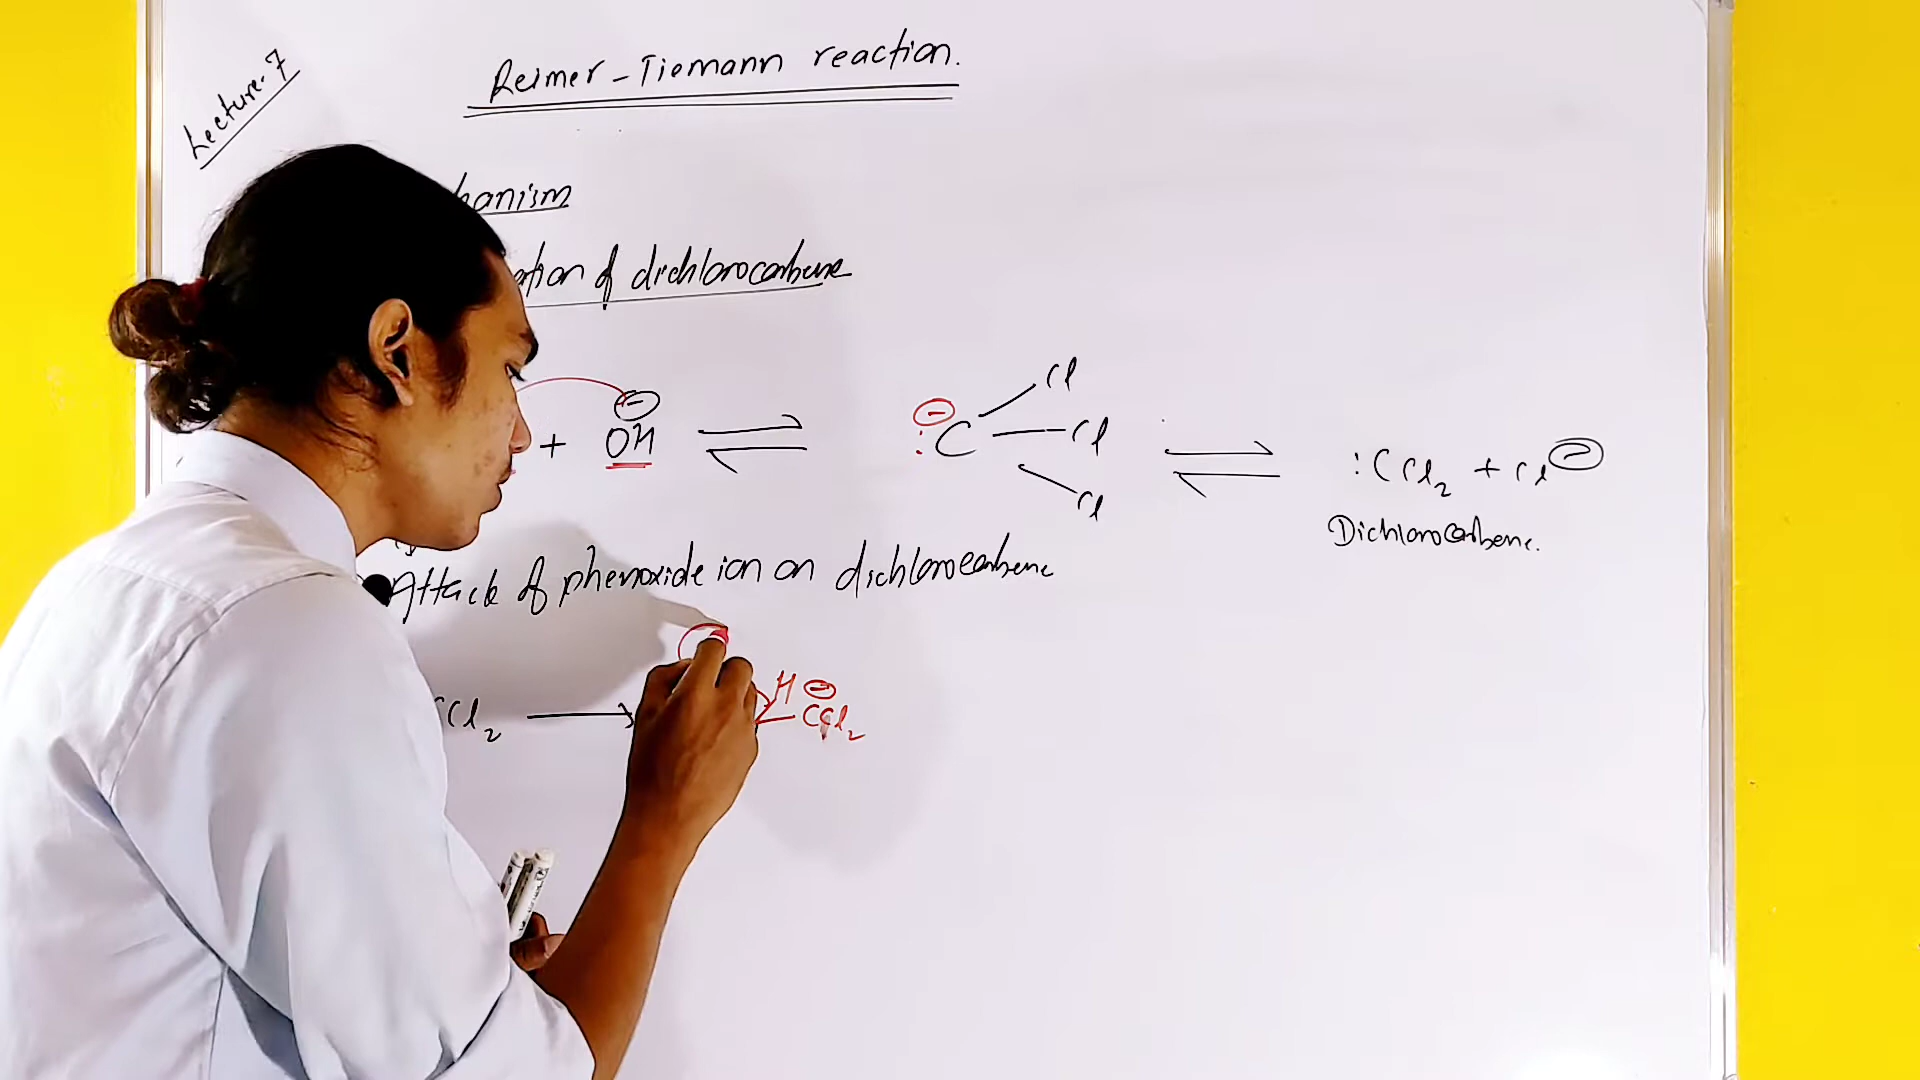 Lecture-7
Reimer-Tiemann reaction.
hanism
ation of dichlorocarbene
+ OH ⊖ ⇌ ⊖ :C Cl Cl Cl ⇌ :CCl2 + Cl ⊖
Dichlorocarbene.
Attack of phenoxide ion on dichlorocarbene
CCl2 → H ⊖ CCl2